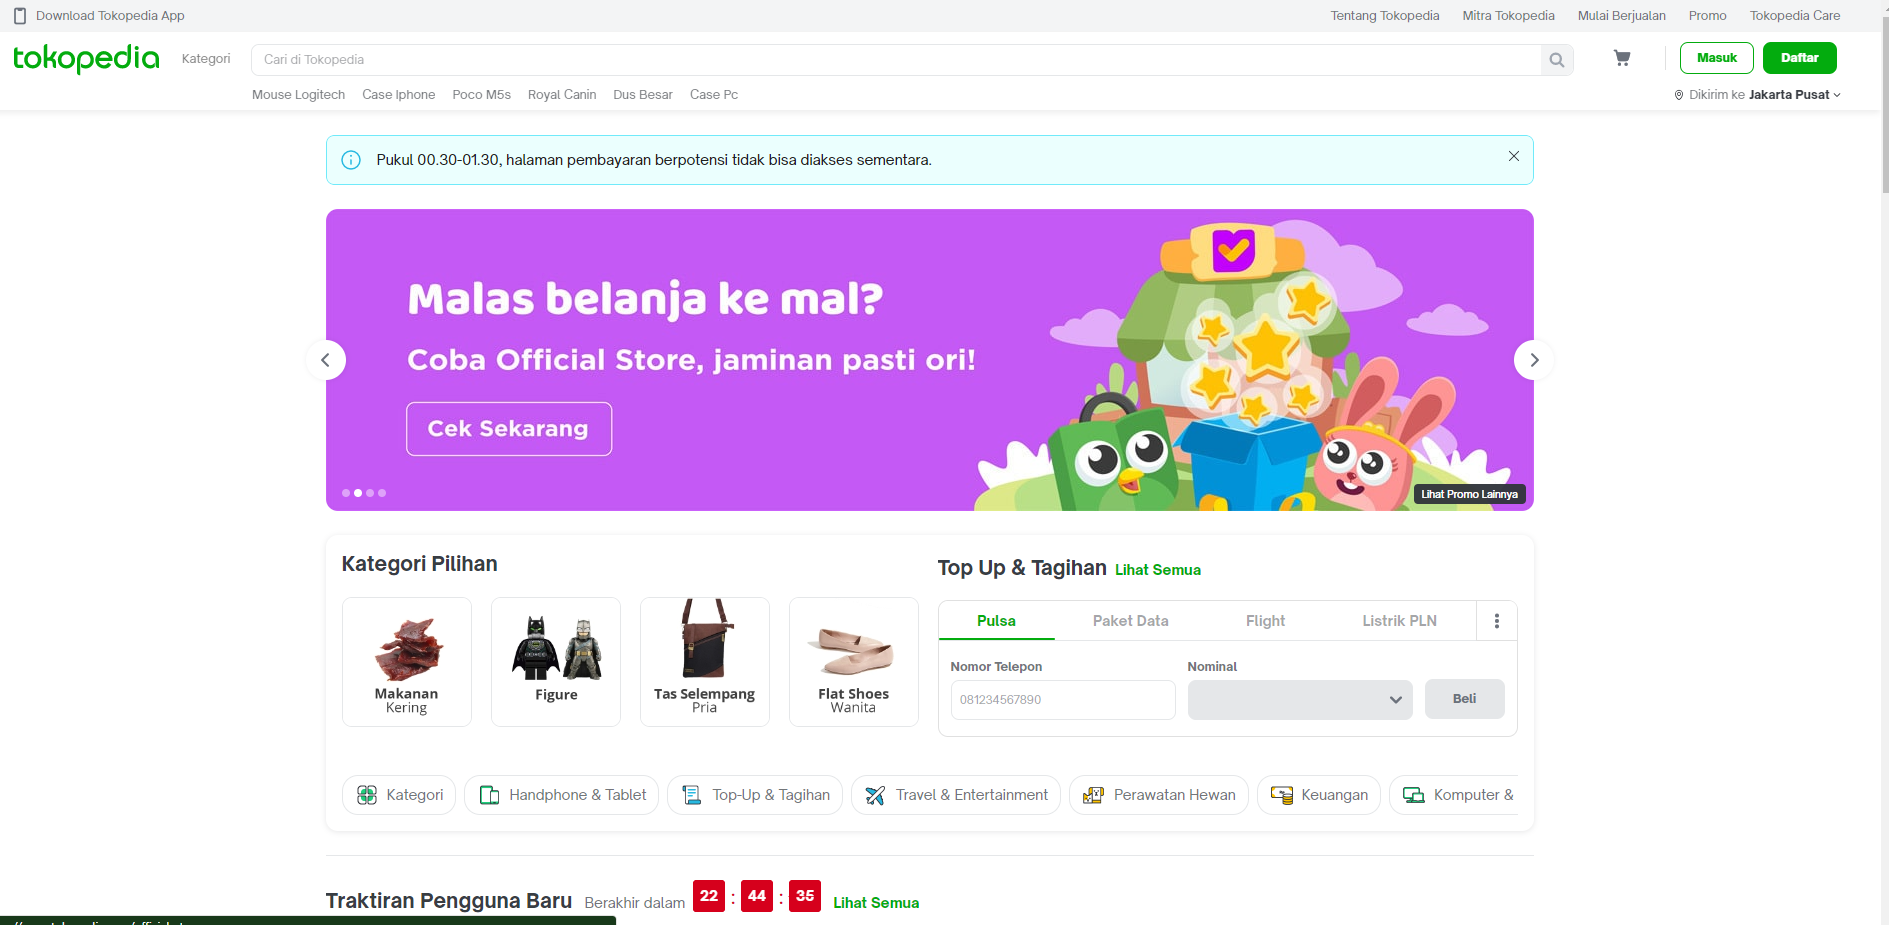 Download Tokopedia App
Tentang Tokopedia Mitra Tokopedia Mulai Berjualan Promo Tokopedia Care
tokopedia Kategori Cari di Tokopedia Masuk Daftar
Mouse Logitech Case Iphone Poco M5s Royal Canin Dus Besar Case Pc
Dikirim ke Jakarta Pusat
Pukul 00.30-01.30, halaman pembayaran berpotensi tidak bisa diakses sementara.
Malas belanja ke mal?
Coba Official Store, jaminan pasti ori!
Cek Sekarang
Lihat Promo Lainnya
Kategori Pilihan
Makanan
Kering
Figure
Tas Selempang
Pria
Flat Shoes
Wanita
Top Up & Tagihan Lihat Semua
Pulsa Paket Data Flight Listrik PLN
Nomor Telepon Nominal
081234567890 Beli
Kategori Handphone & Tablet Top-Up & Tagihan Travel & Entertainment Perawatan Hewan Keuangan Komputer &
Traktiran Pengguna Baru Berakhir dalam 22 : 44 : 35 Lihat Semua